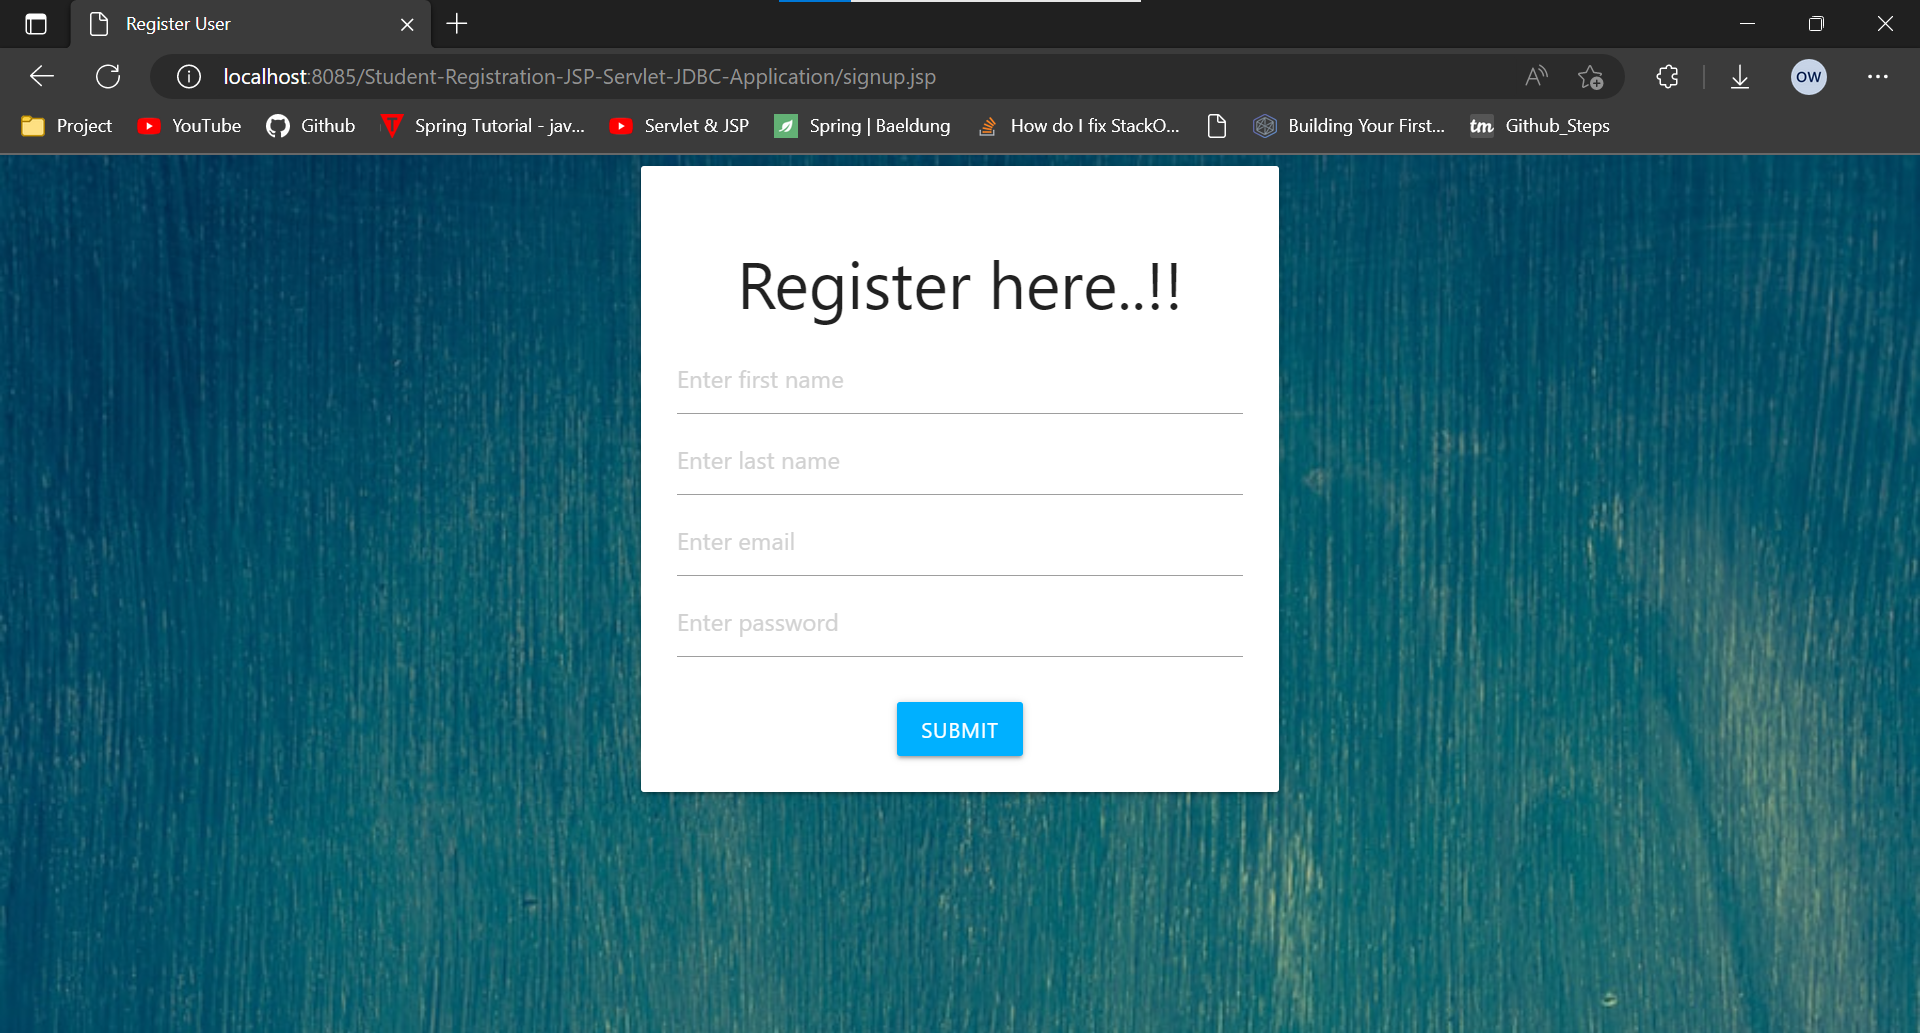 Register User
localhost:8085/Student-Registration-JSP-Servlet-JDBC-Application/signup.jsp
OW
Project YouTube Github Spring Tutorial - jav... Servlet & JSP Spring | Baeldung How do I fix StackO... Building Your First... tm Github_Steps
Register here..!!
Enter first name
Enter last name
Enter email
Enter password
SUBMIT